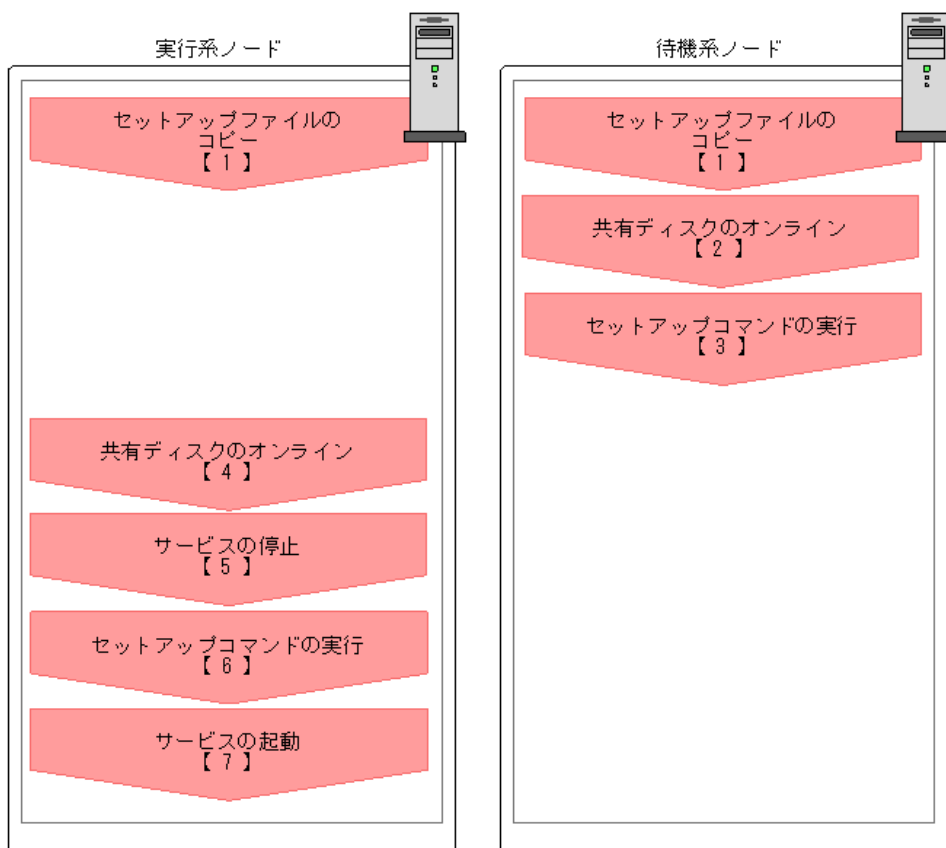 実行系ノード
セットアップファイルの
コピー
【 1 】
共有ディスクのオンライン
【 4 】
サービスの停止
【 5 】
セットアップコマンドの実行
【 6 】
サービスの起動
【 7 】
待機系ノード
セットアップファイルの
コピー
【 1 】
共有ディスクのオンライン
【 2 】
セットアップコマンドの実行
【 3 】